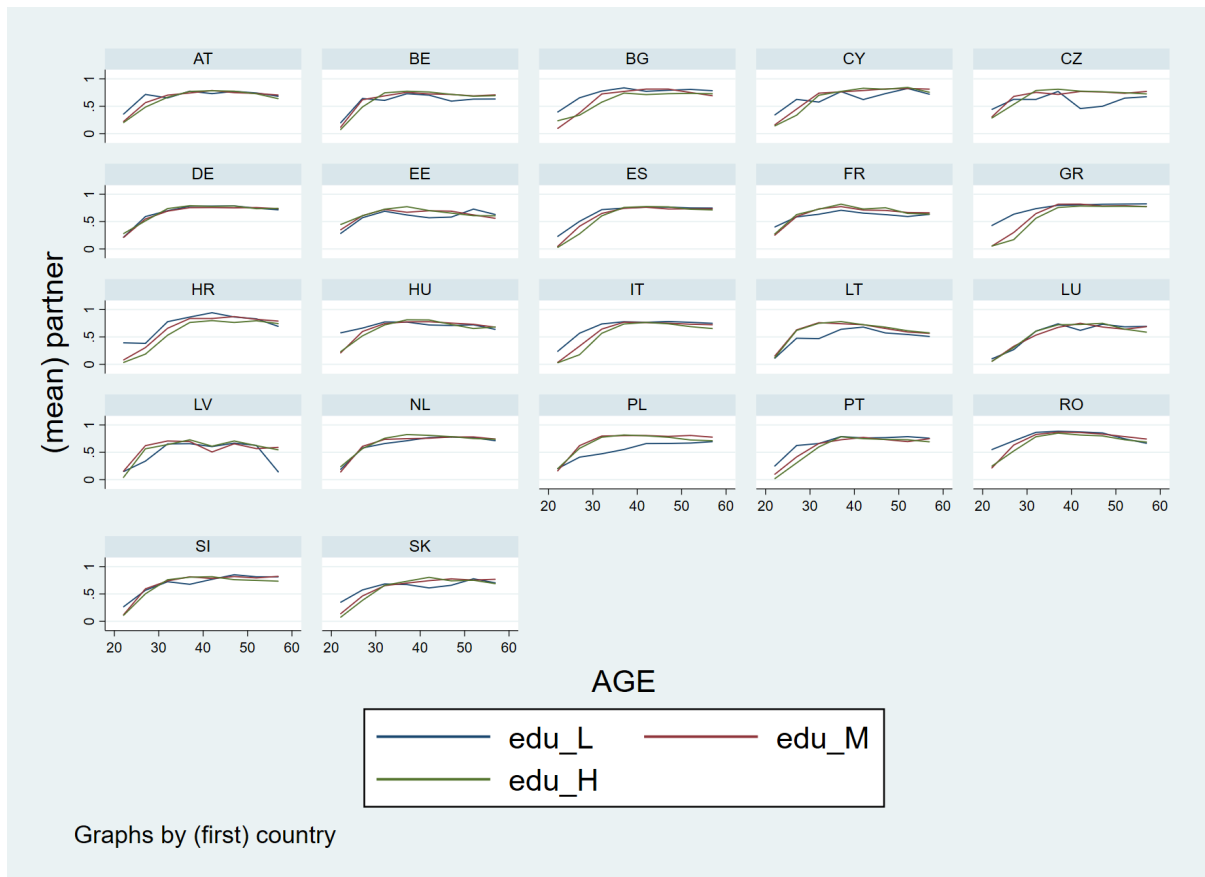 AT BE BG CY CZ
1
.5
0
DE EE ES FR GR
1
.5
0
HR HU IT LT LU
1
.5
0
LV NL PL PT RO
1
.5
0
20 30 40 50 60 20 30 40 50 60 20 30 40 50 60
SI SK
1
.5
0
20 30 40 50 60 20 30 40 50 60
(mean) partner
AGE
edu_L edu_M
edu_H
Graphs by (first) country